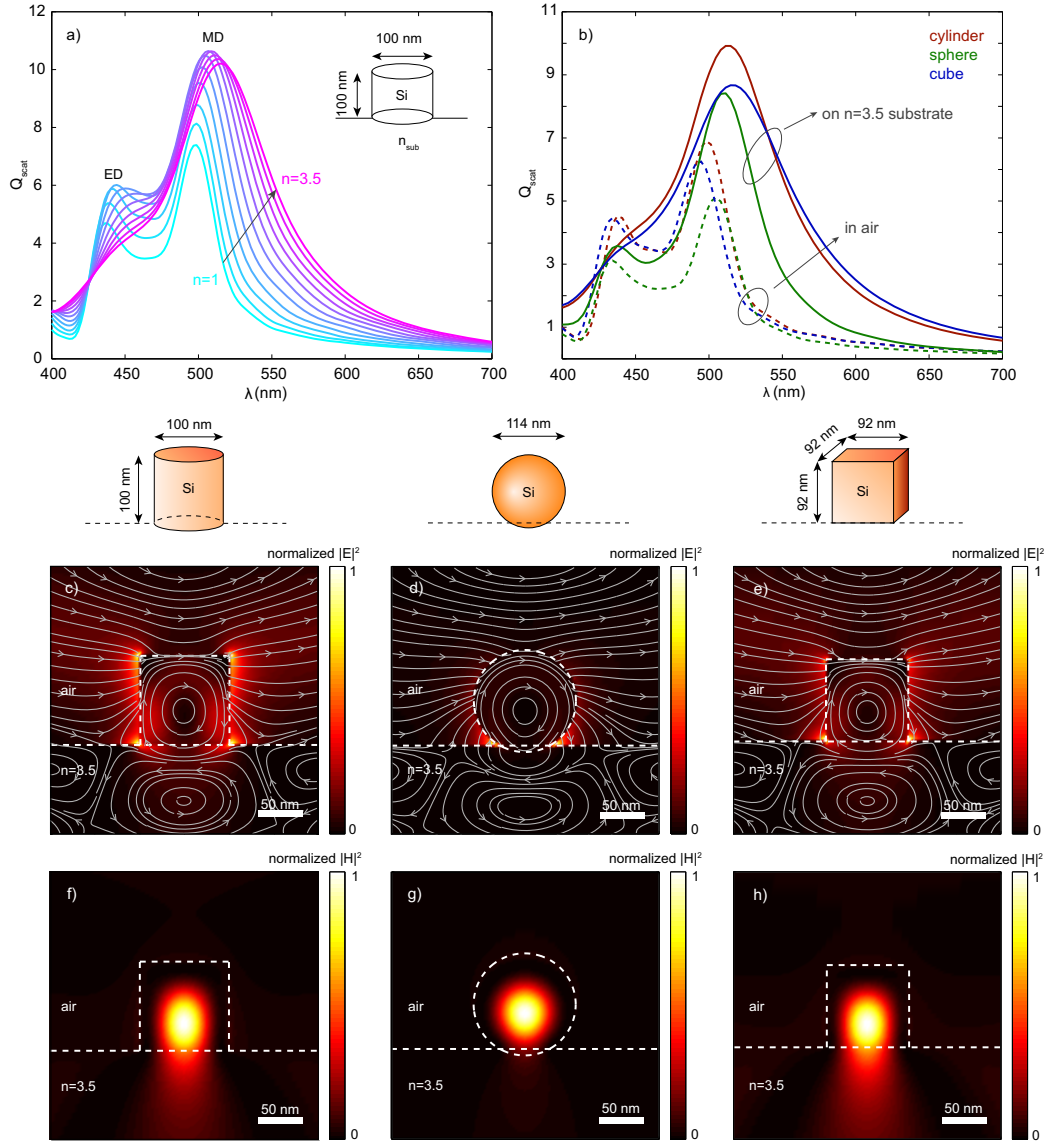 a)
MD
ED
100 nm
100 nm
Si
n_sub
n=3.5
n=1
Q_scat
12
10
8
6
4
2
0
400 450 500 550 600 650 700
λ (nm)
b)
cylinder
sphere
cube
on n=3.5 substrate
in air
Q_scat
11
9
7
5
3
1
400 450 500 550 600 650 700
λ (nm)
100 nm
100 nm
Si
114 nm
Si
92 nm
92 nm
92 nm
Si
normalized |E|²
c)
air
n=3.5
50 nm
1
0
normalized |E|²
d)
air
n=3.5
50 nm
1
0
normalized |E|²
e)
air
n=3.5
50 nm
1
0
normalized |H|²
f)
air
n=3.5
50 nm
1
0
normalized |H|²
g)
air
n=3.5
50 nm
1
0
normalized |H|²
h)
air
n=3.5
50 nm
1
0